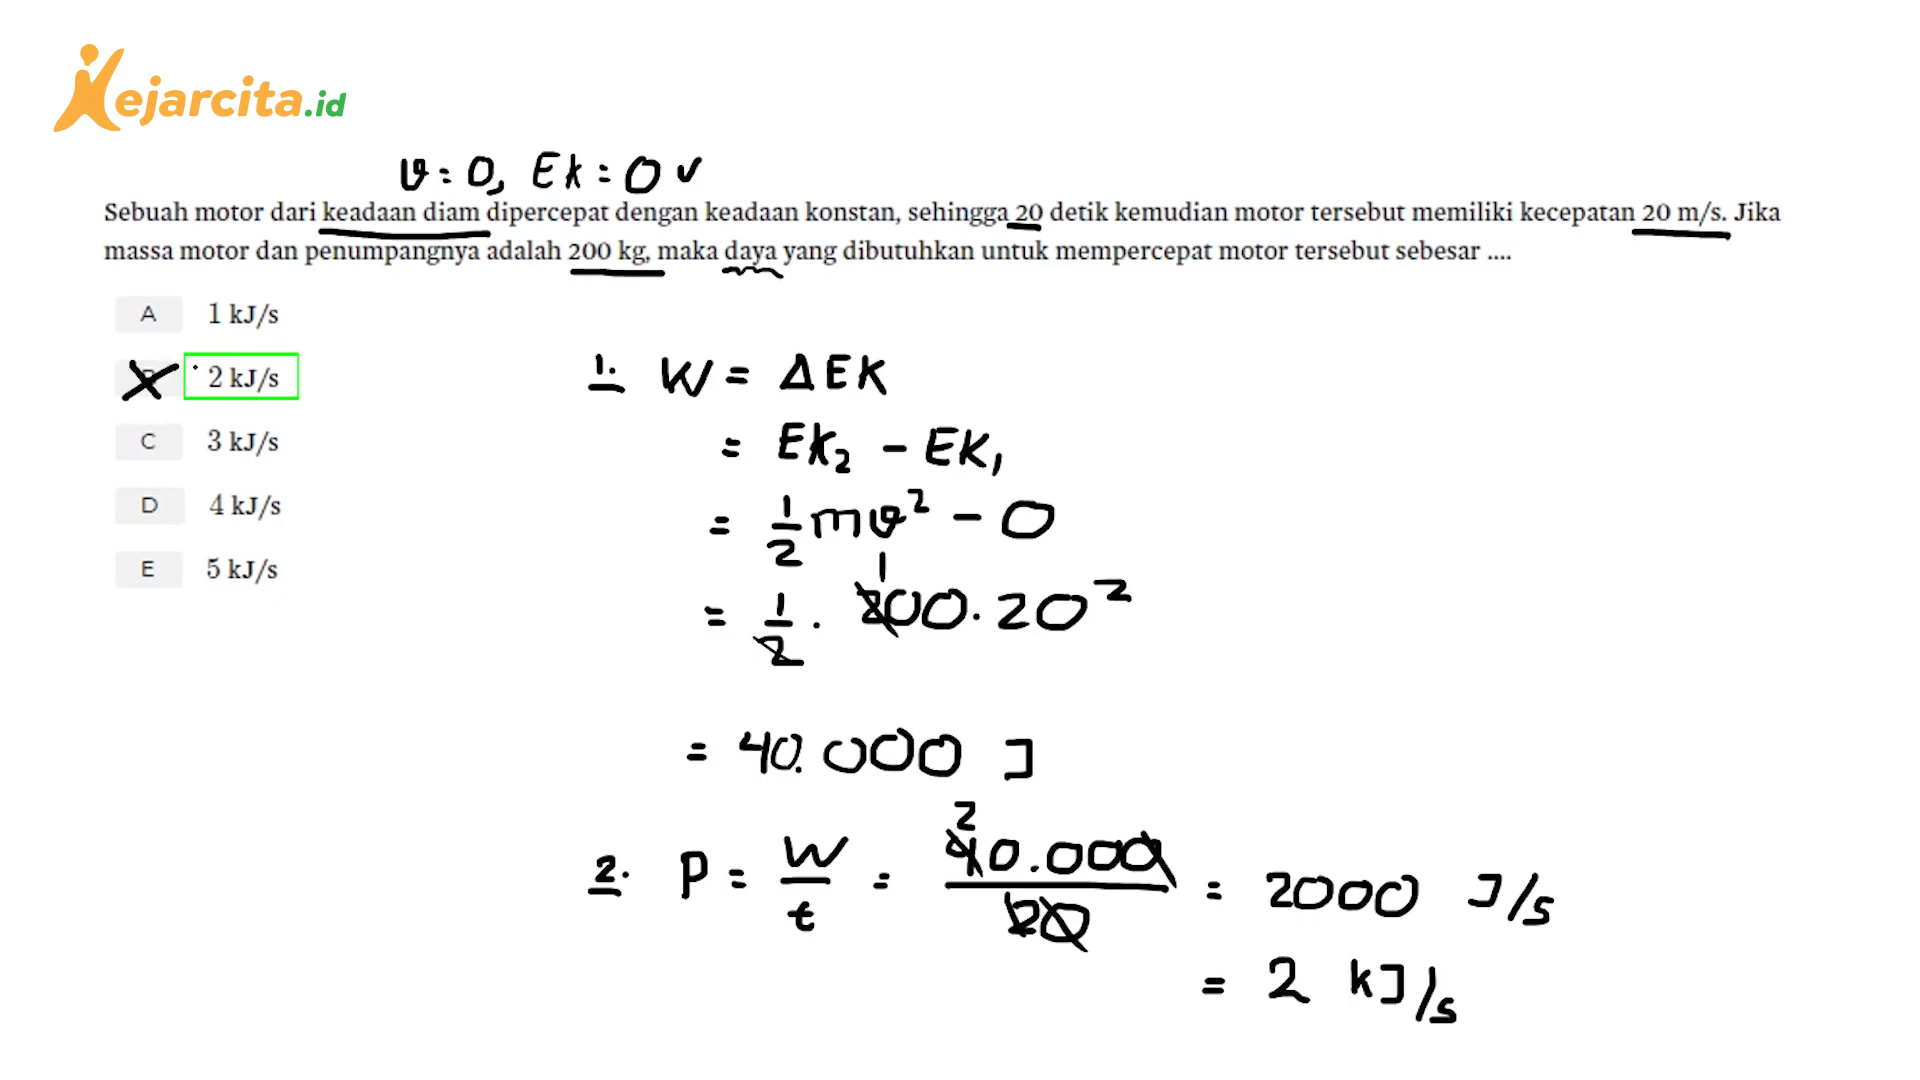 Kejarcita.id
v = 0, Ek = 0 ✓
Sebuah motor dari keadaan diam dipercepat dengan keadaan konstan, sehingga 20 detik kemudian motor tersebut memiliki kecepatan 20 m/s. Jika
massa motor dan penumpangnya adalah 200 kg, maka daya yang dibutuhkan untuk mempercepat motor tersebut sebesar ....
A 1 kJ/s
B 2 kJ/s
C 3 kJ/s
D 4 kJ/s
E 5 kJ/s
1. W = ΔEK
= EK₂ - EK₁
= 1/2 mv² - 0
1
= 1/2 . 200.20²
= 40.000 J
2
2. P = W/t = 40.000/20 = 2000 J/s
= 2 kJ/s